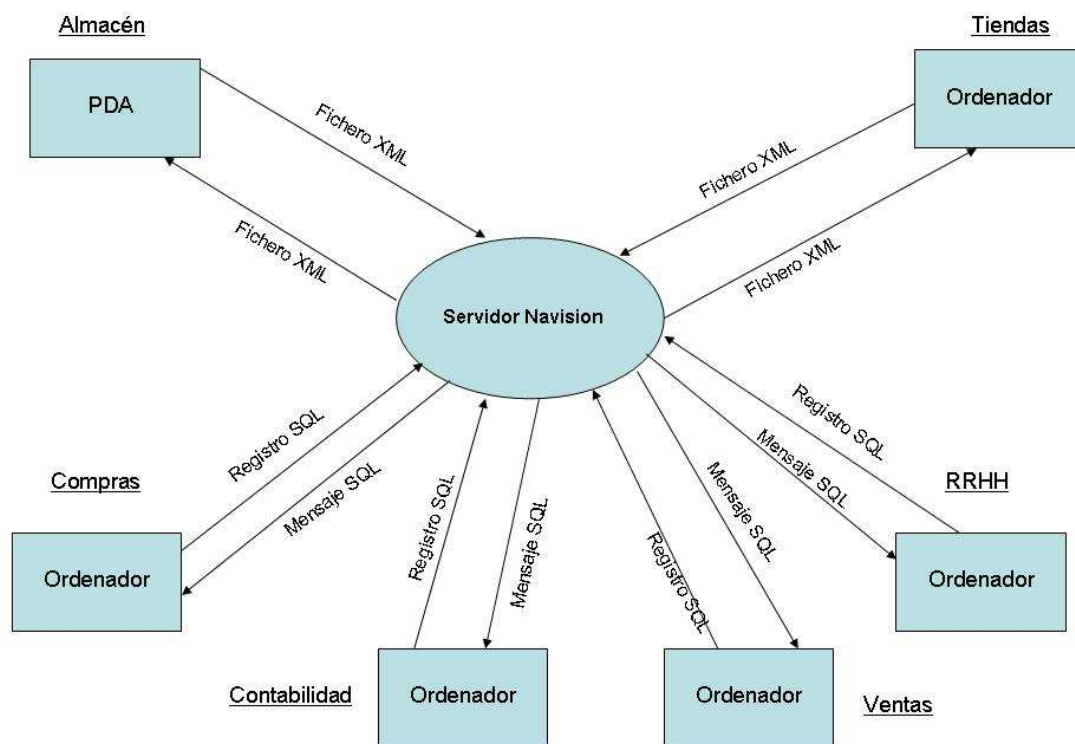 Almacén
Tiendas
PDA
Ordenador
Fichero XML
Fichero XML
Fichero XML
Fichero XML
Servidor Navision
Compras
Registro SQL
Mensaje SQL
Registro SQL
Mensaje SQL
Registro SQL
Mensaje SQL
Registro SQL
Mensaje SQL
RRHH
Ordenador
Ordenador
Contabilidad
Ordenador
Ordenador
Ventas